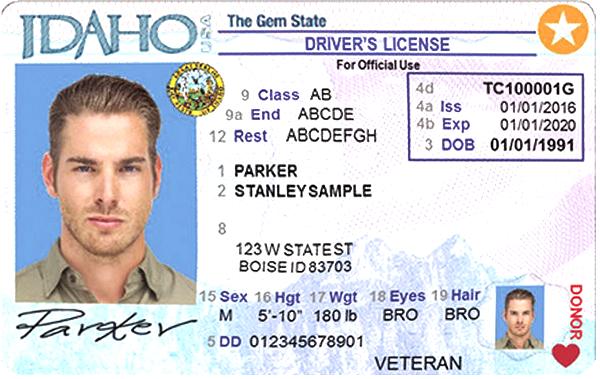 IDAHO USA
The Gem State
DRIVER'S LICENSE
For Official Use
9 Class AB
9a End ABCDE
12 Rest ABCDEFGH
4d TC100001G
4a Iss 01/01/2016
4b Exp 01/01/2020
3 DOB 01/01/1991
1 PARKER
2 STANLEYSAMPLE
8
123 W STATE ST
BOISE ID 83703
15 Sex 16 Hgt 17 Wgt 18 Eyes 19 Hair
M 5'-10" 180 lb BRO BRO
5 DD 012345678901
Parker
VETERAN
DONOR